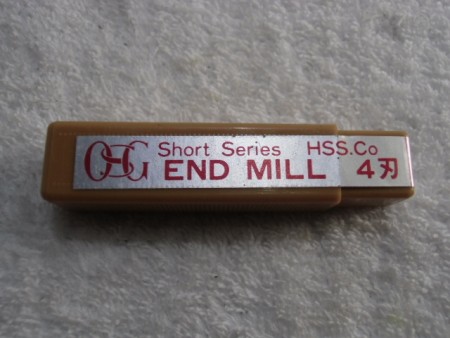 OSG Short Series HSS.Co
END MILL 4刃